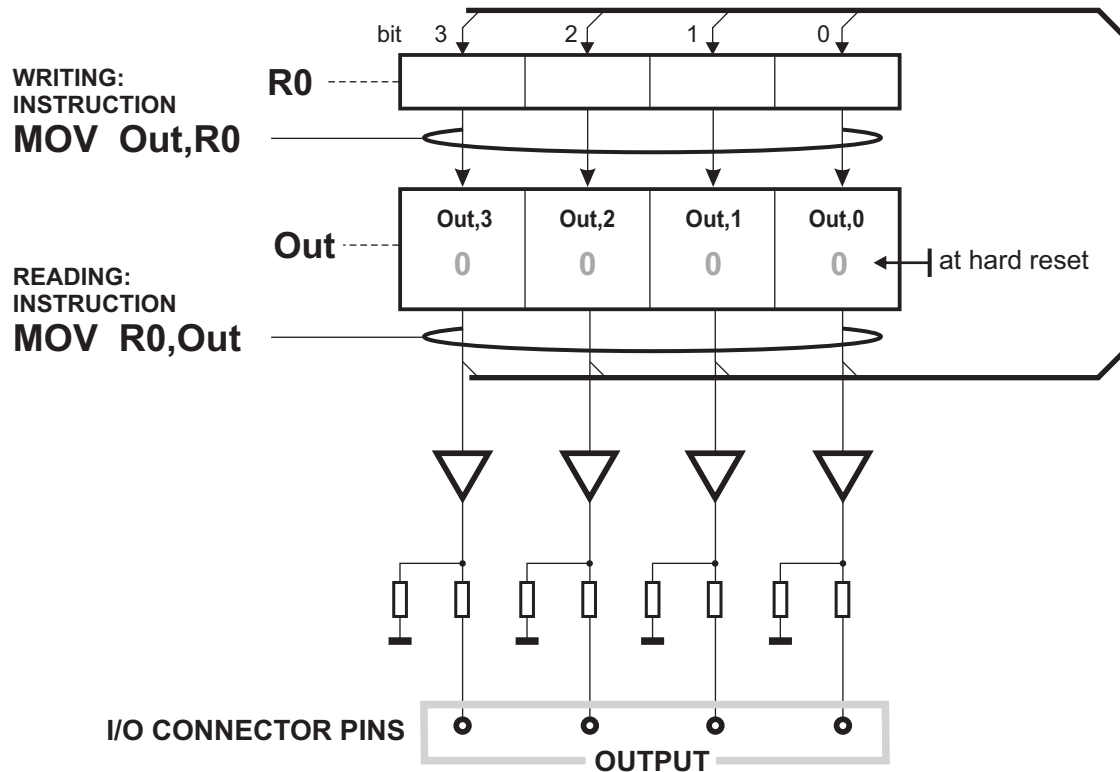 bit 3 2 1 0
WRITING:
INSTRUCTION
MOV Out,R0
R0
Out,3 Out,2 Out,1 Out,0
Out
0 0 0 0
at hard reset
READING:
INSTRUCTION
MOV R0,Out
I/O CONNECTOR PINS
OUTPUT